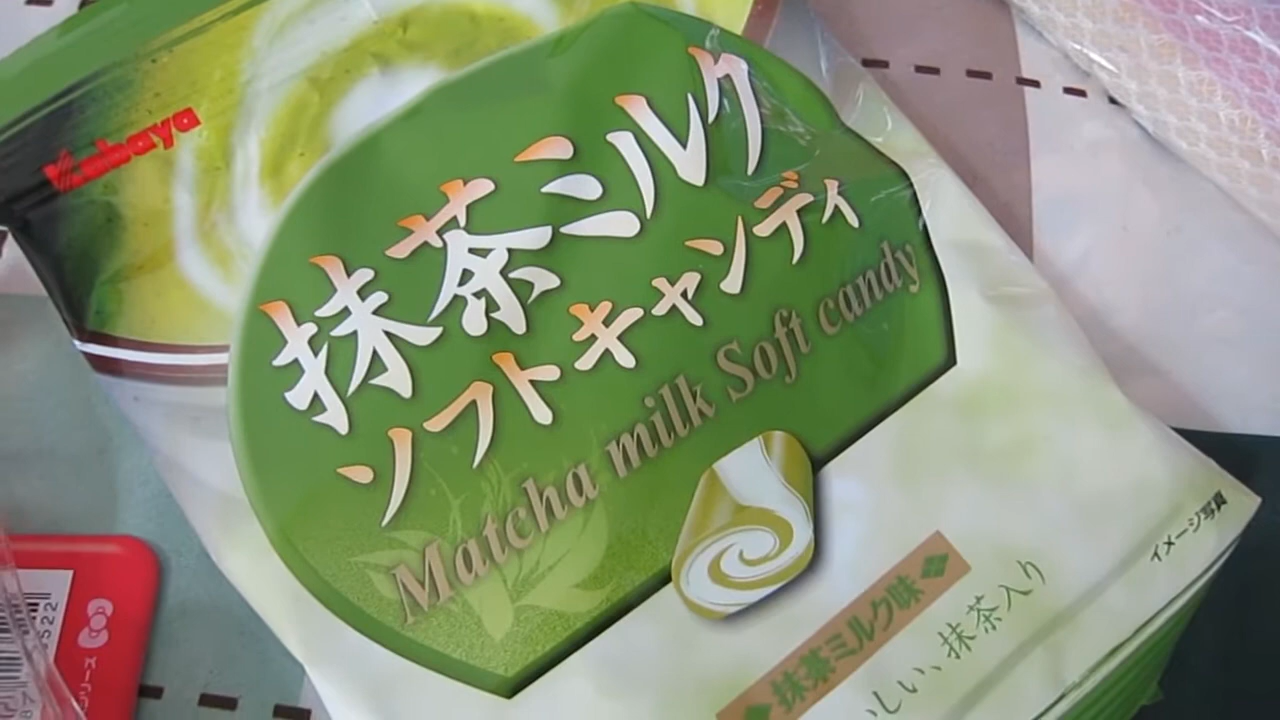 Kabaya
抹茶ミルク
ソフトキャンディ
Matcha milk Soft candy
抹茶ミルク味
しい、抹茶入り
イメージ写真